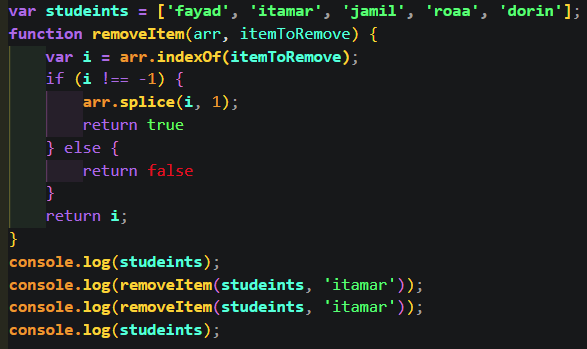 var studeints = ['fayad', 'itamar', 'jamil', 'roaa', 'dorin'];
function removeItem(arr, itemToRemove) {
    var i = arr.indexOf(itemToRemove);
    if (i !== -1) {
        arr.splice(i, 1);
        return true
    } else {
        return false
    }
    return i;
}
console.log(studeints);
console.log(removeItem(studeints, 'itamar'));
console.log(removeItem(studeints, 'itamar'));
console.log(studeints);